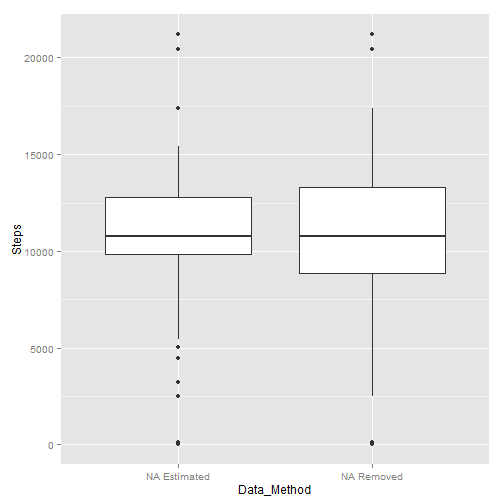 20000
15000
Steps
10000
5000
0
NA Estimated
NA Removed
Data_Method